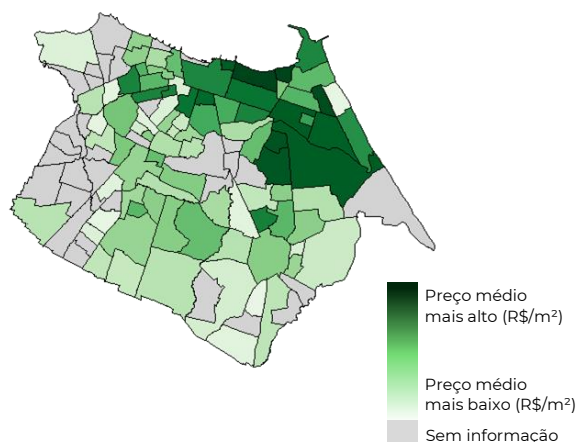 Preço médio
mais alto (R$/m²)
Preço médio
mais baixo (R$/m²)
Sem informação